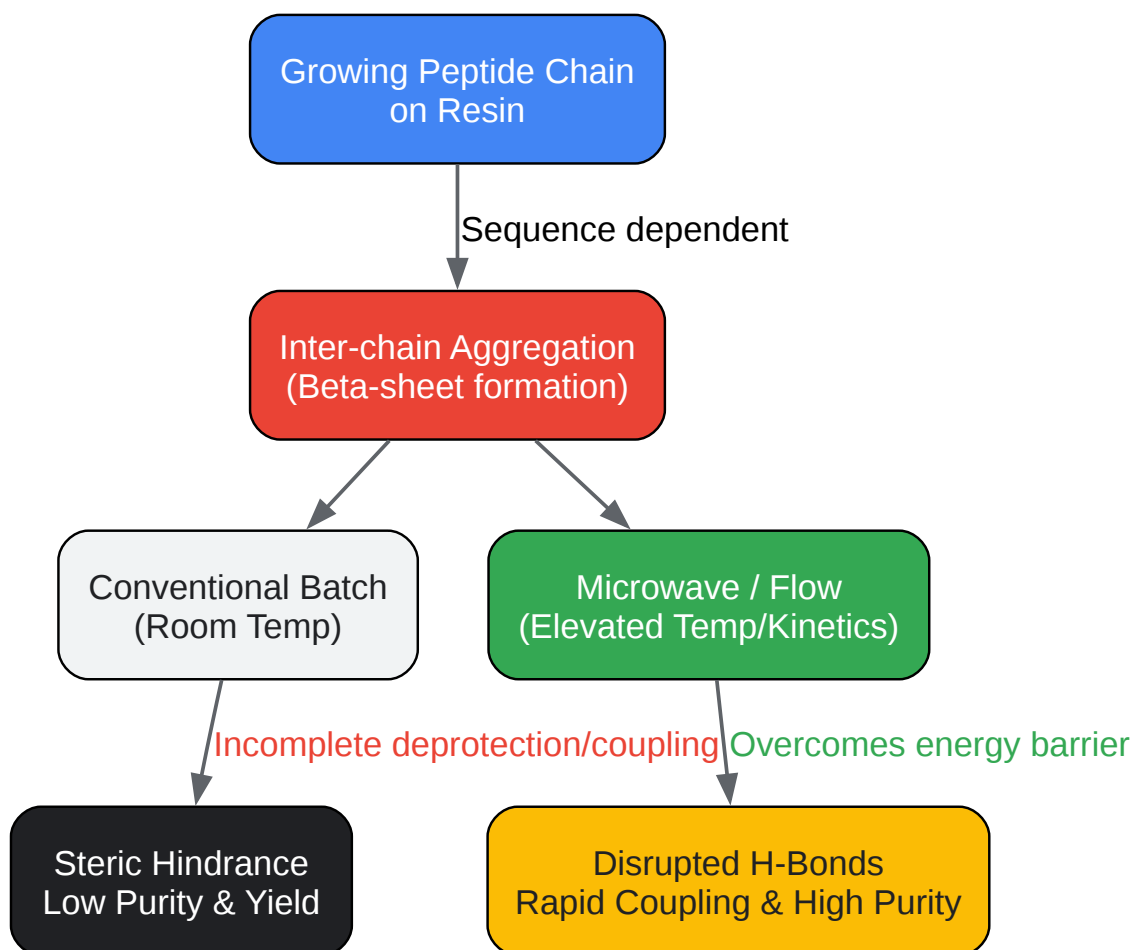 Growing Peptide Chain
on Resin
Sequence dependent
Inter-chain Aggregation
(Beta-sheet formation)
Conventional Batch
(Room Temp)
Microwave / Flow
(Elevated Temp/Kinetics)
Incomplete deprotection/coupling
Overcomes energy barrier
Steric Hindrance
Low Purity & Yield
Disrupted H-Bonds
Rapid Coupling & High Purity